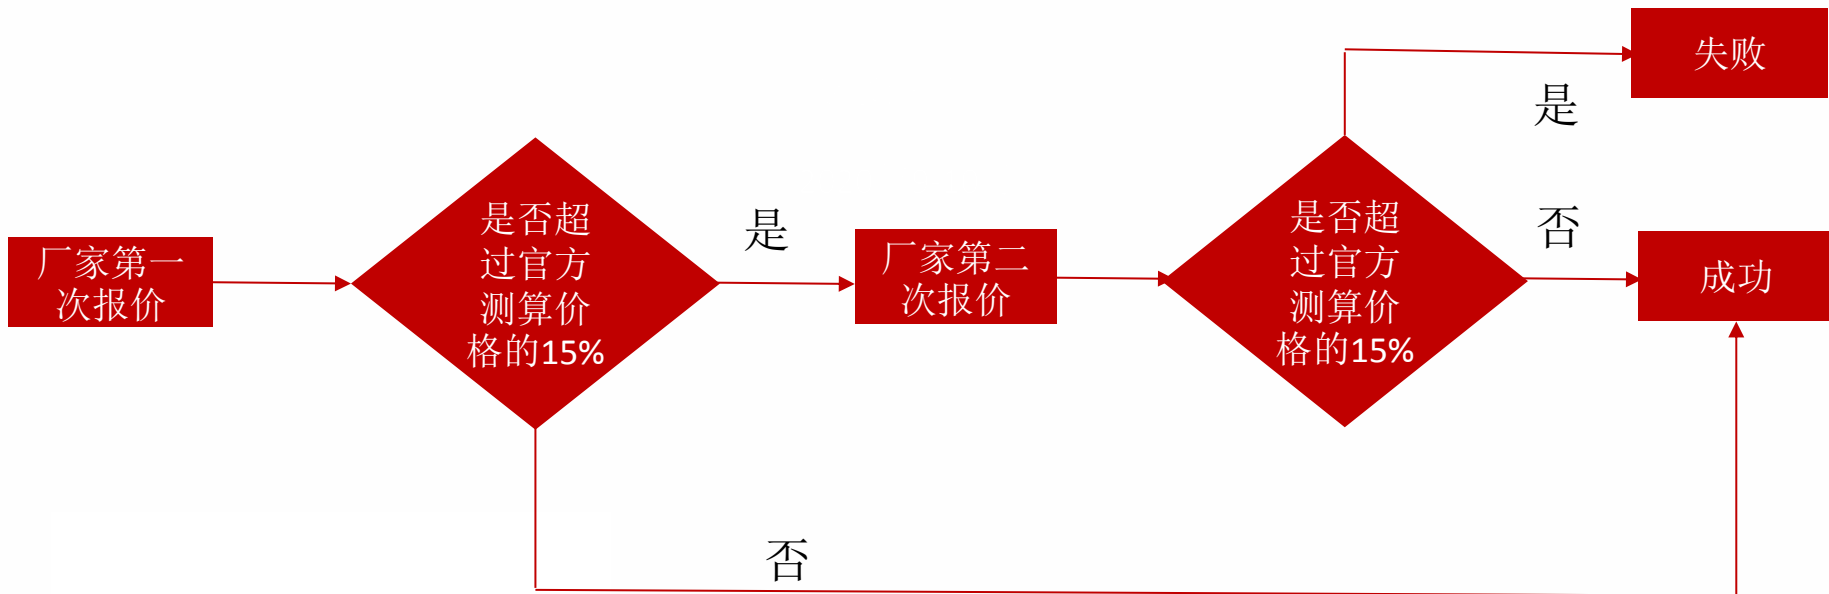 厂家第一
次报价
是否超
过官方
测算价
格的15%
是
厂家第二
次报价
是否超
过官方
测算价
格的15%
是
失败
否
成功
否